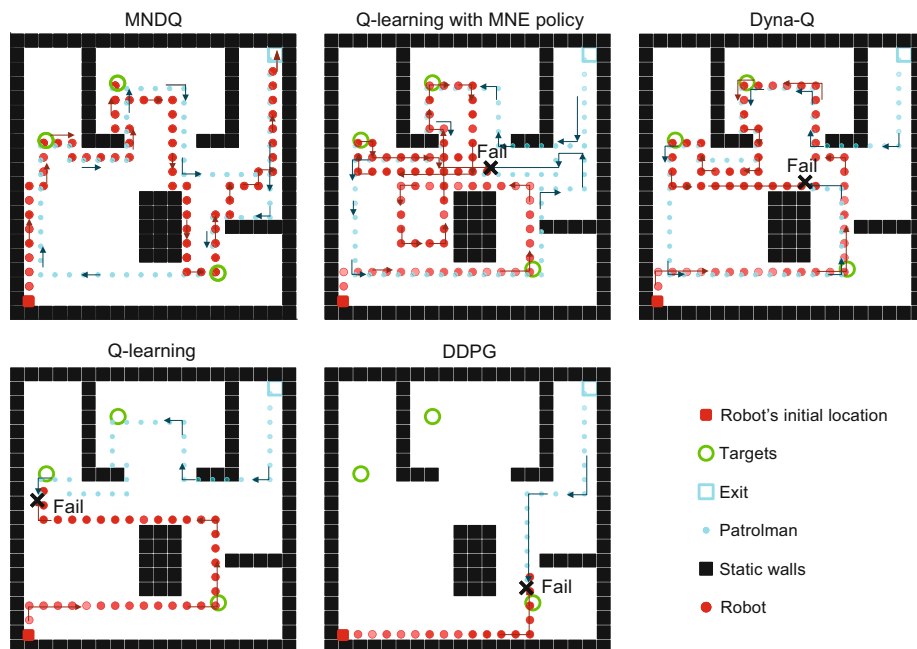 MNDQ
Q-learning with MNE policy
Dyna-Q
Fail
Fail
Q-learning
DDPG
Fail
Fail
Robot's initial location
Targets
Exit
Patrolman
Static walls
Robot